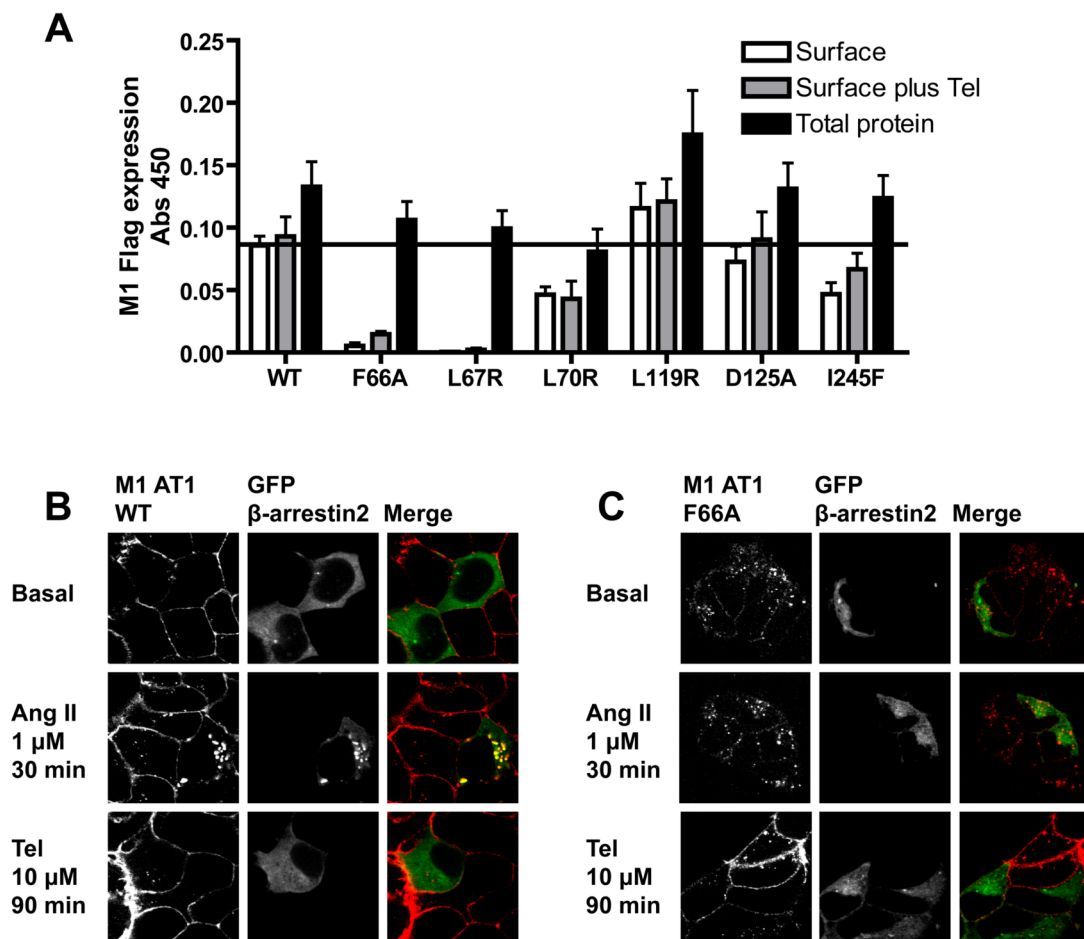 A
M1 Flag expression
Abs 450
0.25
0.20
0.15
0.10
0.05
0.00
Surface
Surface plus Tel
Total protein
WT F66A L67R L70R L119R D125A I245F
B
M1 AT1 GFP
WT β-arrestin2 Merge
Basal
Ang II
1 μM
30 min
Tel
10 μM
90 min
C
M1 AT1 GFP
F66A β-arrestin2 Merge
Basal
Ang II
1 μM
30 min
Tel
10 μM
90 min